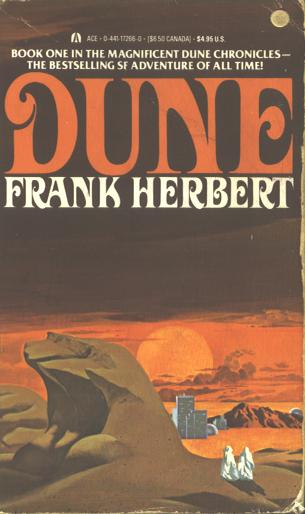 ACE • 0-441-17266-0 • [$6.50 CANADA] • $4.95 U.S.
BOOK ONE IN THE MAGNIFICENT DUNE CHRONICLES—
THE BESTSELLING SF ADVENTURE OF ALL TIME!
DUNE
FRANK HERBERT